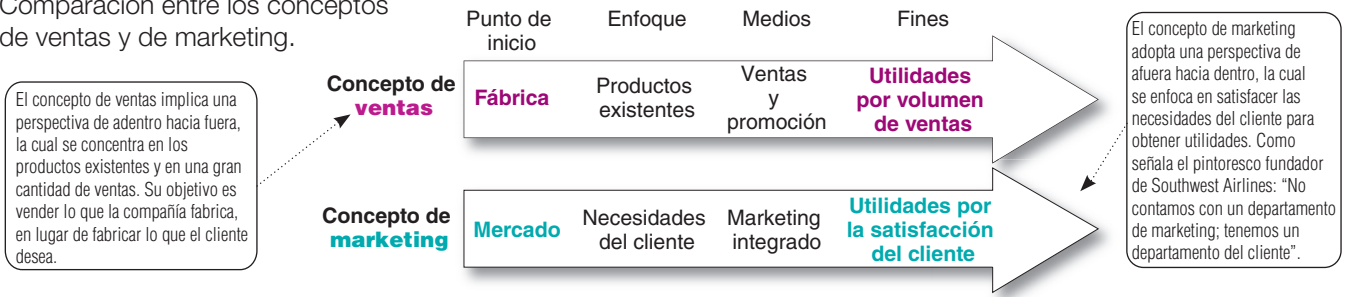 Comparación entre los conceptos
de ventas y de marketing.
El concepto de ventas implica una
perspectiva de adentro hacia fuera,
la cual se concentra en los
productos existentes y en una gran
cantidad de ventas. Su objetivo es
vender lo que la compañía fabrica,
en lugar de fabricar lo que el cliente
desea.
Punto de
inicio
Enfoque
Medios
Fines
Concepto de
ventas
Fábrica
Productos
existentes
Ventas
y
promoción
Utilidades
por volumen
de ventas
Concepto de
marketing
Mercado
Necesidades
del cliente
Marketing
integrado
Utilidades por
la satisfacción
del cliente
El concepto de marketing
adopta una perspectiva de
afuera hacia dentro, la cual
se enfoca en satisfacer las
necesidades del cliente para
obtener utilidades. Como
señala el pintoresco fundador
de Southwest Airlines: “No
contamos con un departamento
de marketing; tenemos un
departamento del cliente”.